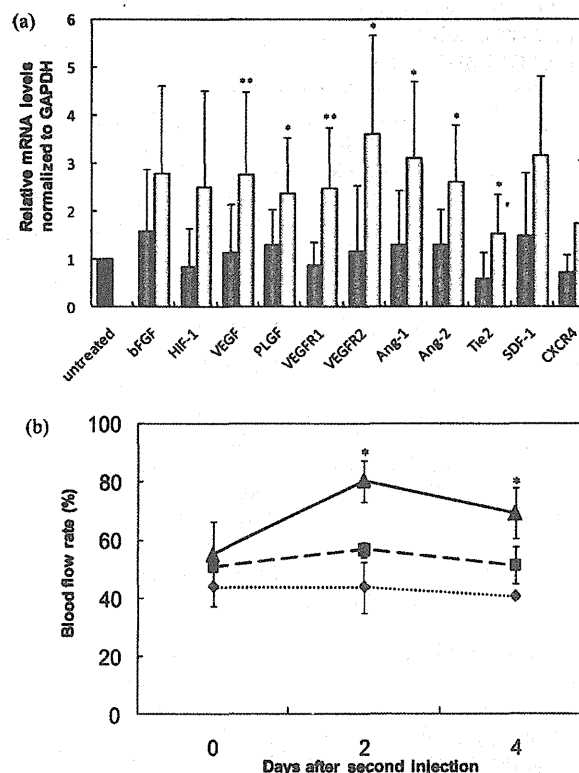 (a)
Relative mRNA levels
normalized to GAPDH
6
5
4
3
2
1
0
** * ** * * * *
untreated bFGF HIF-1 VEGF PLGF VEGFR1 VEGFR2 Ang-1 Ang-2 Tie2 SDF-1 CXCR4
(b)
Blood flow rate (%)
100
80
60
40
20
0
* *
0 2 4
Days after second injection